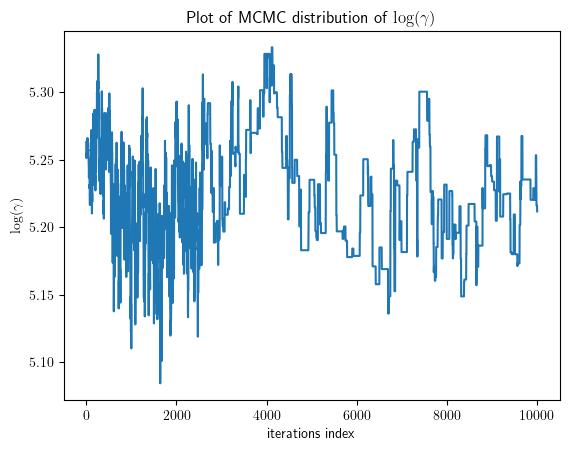 Plot of MCMC distribution of log(γ)
log(γ)
5.30
5.25
5.20
5.15
5.10
0 2000 4000 6000 8000 10000
iterations index